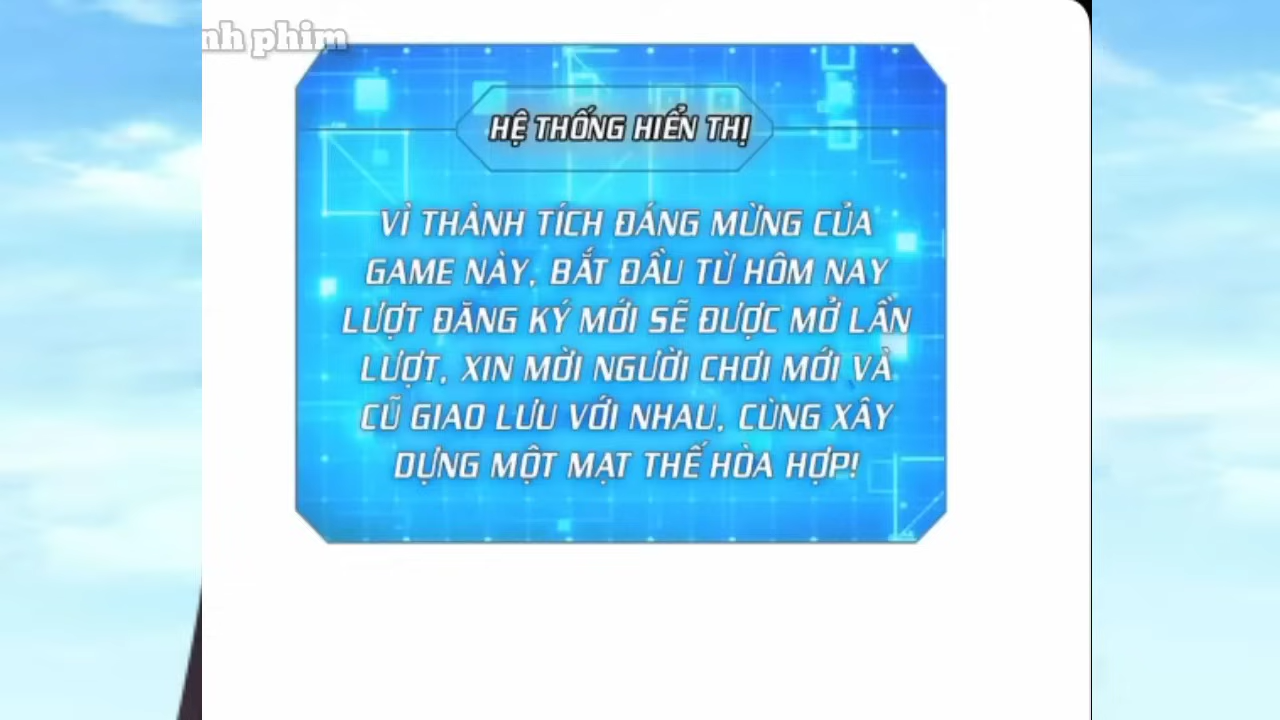 nh phim
HỆ THỐNG HIỂN THỊ
VÌ THÀNH TÍCH ĐÁNG MỪNG CỦA
GAME NÀY, BẮT ĐẦU TỪ HÔM NAY
LƯỢT ĐĂNG KÝ MỚI SẼ ĐƯỢC MỞ LẦN
LƯỢT, XIN MỜI NGƯỜI CHƠI MỚI VÀ
CŨ GIAO LƯU VỚI NHAU, CÙNG XÂY
DỰNG MỘT MẠT THẾ HÒA HỢP!